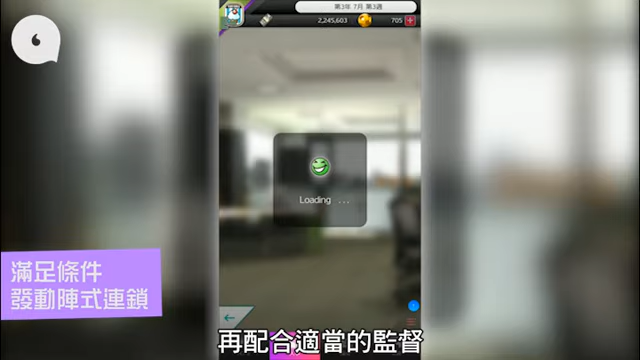 第3年 7月 第3週
2,245,603
705
Loading ...
滿足條件
發動陣式連鎖
再配合適當的監督